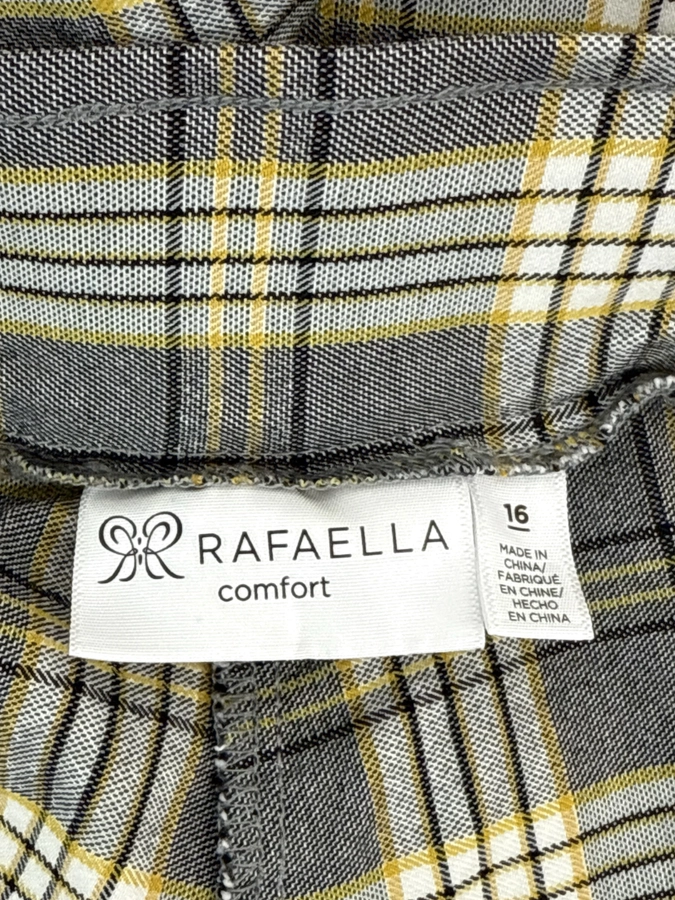 RAFAELLA
comfort
16
MADE IN
CHINA/
FABRIQUÉ
EN CHINE/
HECHO
EN CHINA